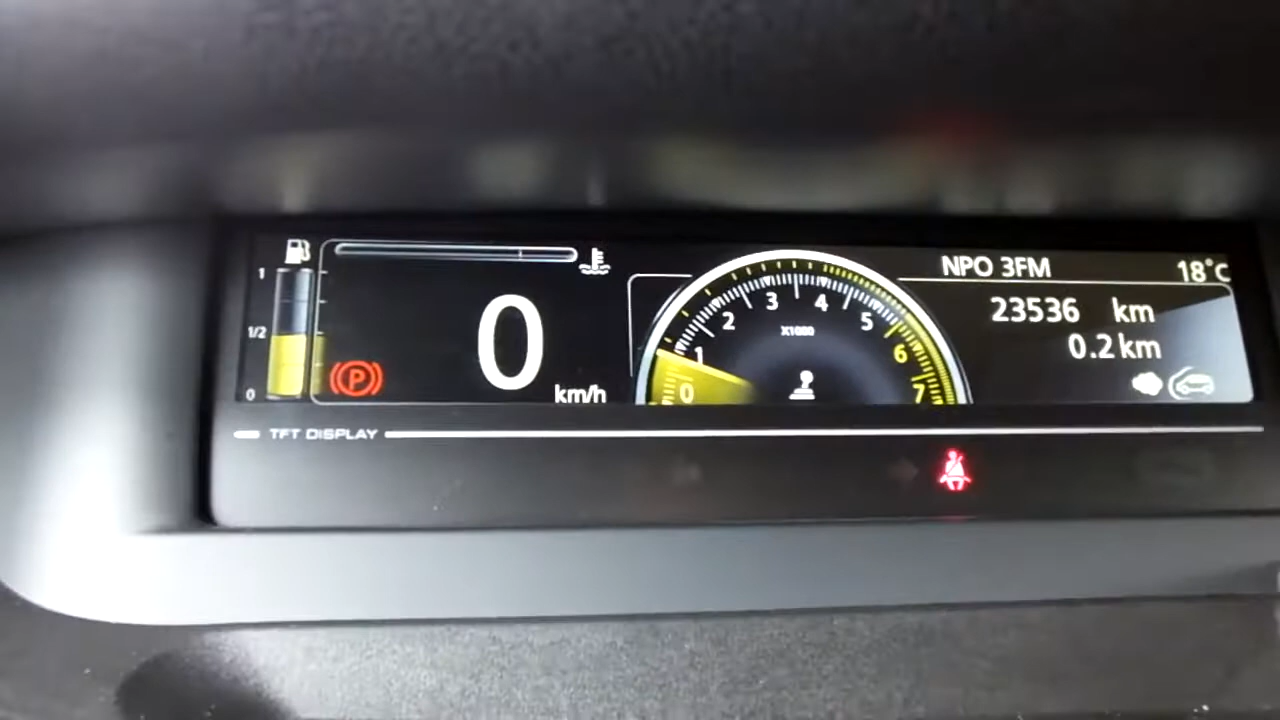 1
1/2
0
P
0
km/h
0 1 2 3 4 5 6 7
X1000
NPO 3FM
18°C
23536 km
0.2 km
TFT DISPLAY